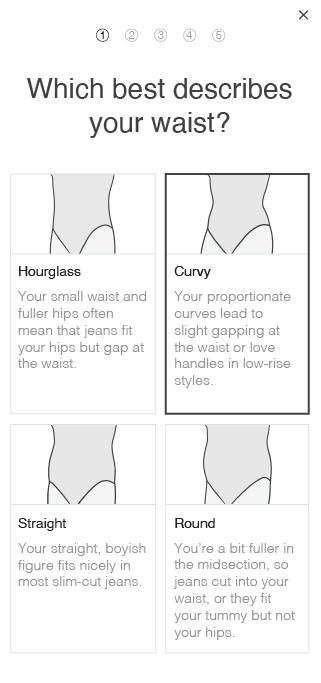 ×
① ② ③ ④ ⑤
Which best describes
your waist?
Hourglass
Your small waist and
fuller hips often
mean that jeans fit
your hips but gap at
the waist.
Curvy
Your proportionate
curves lead to
slight gapping at
the waist or love
handles in low-rise
styles.
Straight
Your straight, boyish
figure fits nicely in
most slim-cut jeans.
Round
You’re a bit fuller in
the midsection, so
jeans cut into your
waist, or they fit
your tummy but not
your hips.